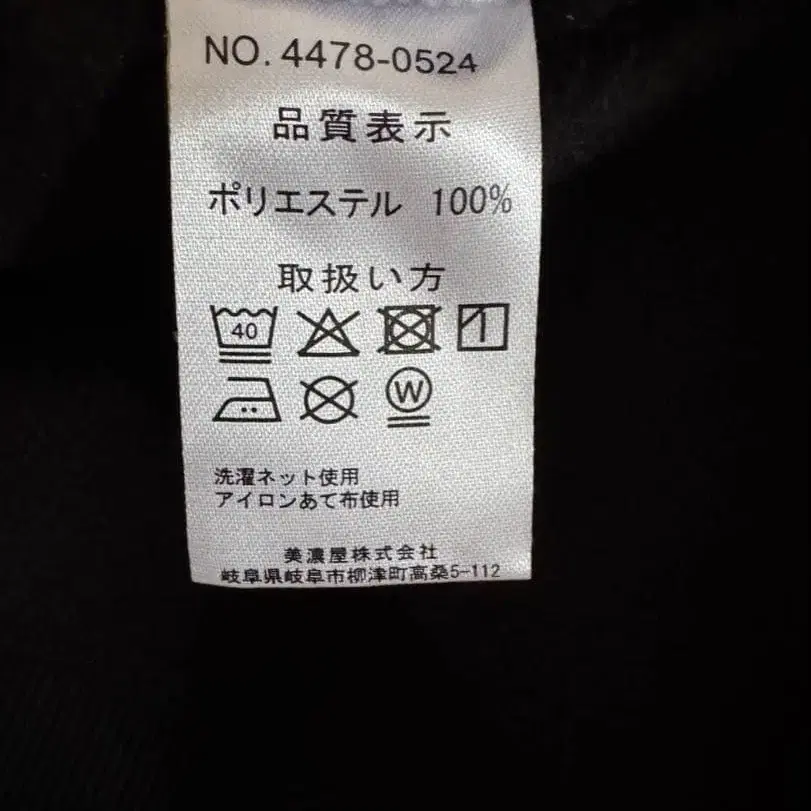 NO. 4478-0524
品質表示
ポリエステル 100%
取扱い方
40
W
洗濯ネット使用
アイロンあて布使用
美濃屋株式会社
岐阜県岐阜市柳津町高桑5-112